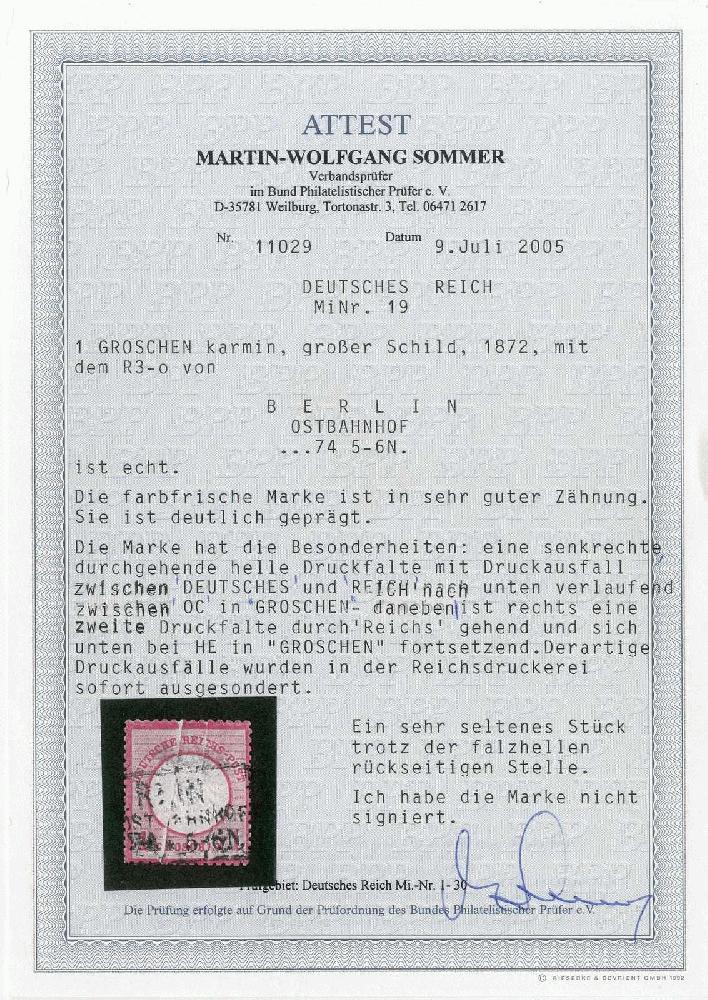 ATTEST
MARTIN-WOLFGANG SOMMER
Verbandsprüfer
im Bund Philatelistischer Prüfer e. V.
D-35781 Weilburg, Tortonastr. 3, Tel. 06471 2617
Nr. 11029 Datum 9.Juli 2005
DEUTSCHES REICH
MiNr. 19
1 GROSCHEN karmin, großer Schild, 1872, mit
dem R3-o von
B E R L I N
OSTBAHNHOF
...74 5-6N.
ist echt.
Die farbfrische Marke ist in sehr guter Zähnung.
Sie ist deutlich geprägt.
Die Marke hat die Besonderheiten: eine senkrechte
durchgehende helle Druckfalte mit Druckausfall
zwischen 'DEUTSCHES' und 'REICH' nach unten verlaufend
zwischen 'OC' in "GROSCHEN- daneben ist rechts eine
zweite Druckfalte durch 'Reichs' gehend und sich
unten bei HE in "GROSCHEN" fortsetzend.Derartige
Druckausfälle wurden in der Reichsdruckerei
sofort ausgesondert.
Ein sehr seltenes Stück
trotz der falzhellen
rückseitigen Stelle.
Ich habe die Marke nicht
signiert.
Prüfgebiet: Deutsches Reich Mi.-Nr. 1- 30
Die Prüfung erfolgte auf Grund der Prüfordnung des Bundes Philatelistischer Prüfer e.V.
© GIESECKE & DEVRIENT GMBH 1992